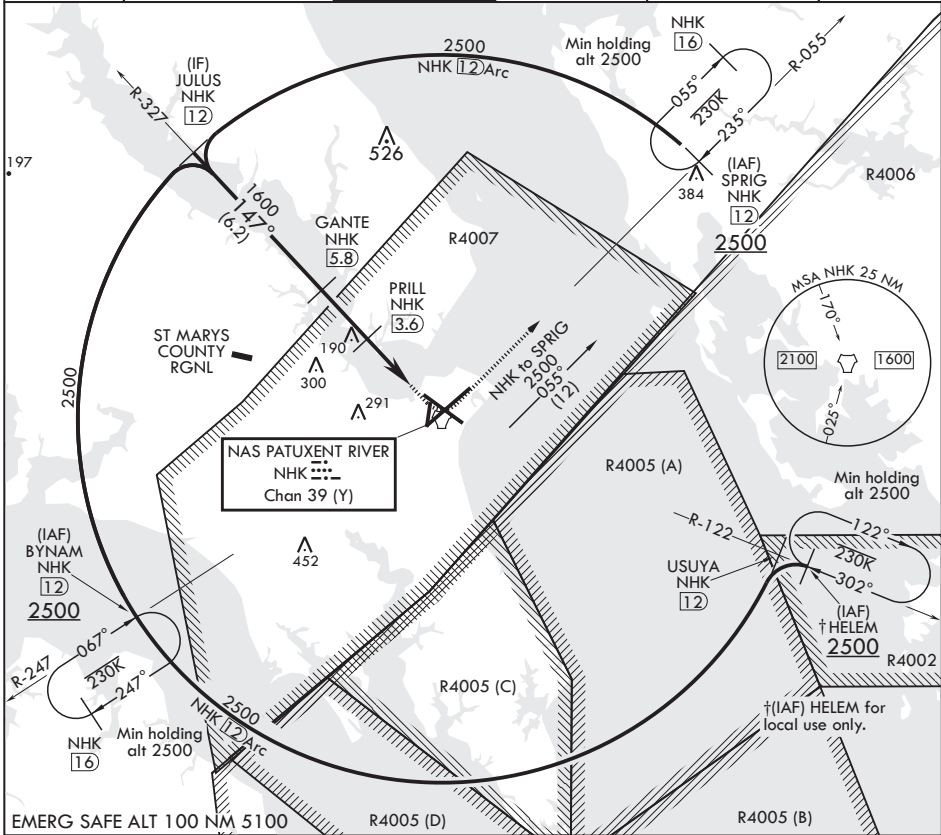 2500
NHK 12 Arc
Min holding
alt 2500
NHK
16
R-055
055°
230K
235°
(IF)
JULUS
NHK
12
R-327
526
197
384
(IAF)
SPRIG
NHK
12
2500
R4006
1600
147°
(6.2)
GANTE
NHK
5.8
R4007
PRILL
NHK
3.6
MSA NHK 25 NM
170°
2100
1600
025°
ST MARYS
COUNTY
RGNL
190
300
291
NHK to SPRIG
2500
055°
(12)
2500
NAS PATUXENT RIVER
NHK
Chan 39 (Y)
R4005 (A)
Min holding
alt 2500
R-122
122°
230K
302°
USUYA
NHK
12
(IAF)
†HELEM
2500
R4002
452
(IAF)
BYNAM
NHK
12
2500
R-247
067°
230K
247°
NHK
16
Min holding
alt 2500
2500
NHK 12 Arc
R4005 (C)
†(IAF) HELEM for
local use only.
EMERG SAFE ALT 100 NM 5100
R4005 (D)
R4005 (B)